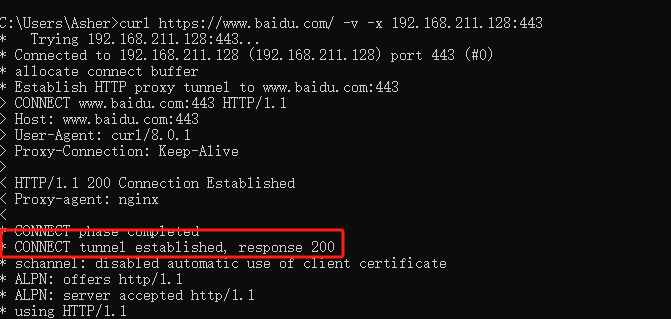 C:\Users\Asher>curl https://www.baidu.com/ -v -x 192.168.211.128:443
*   Trying 192.168.211.128:443...
* Connected to 192.168.211.128 (192.168.211.128) port 443 (#0)
* allocate connect buffer
* Establish HTTP proxy tunnel to www.baidu.com:443
> CONNECT www.baidu.com:443 HTTP/1.1
> Host: www.baidu.com:443
> User-Agent: curl/8.0.1
> Proxy-Connection: Keep-Alive
>
< HTTP/1.1 200 Connection Established
< Proxy-agent: nginx
<
* CONNECT phase completed
* CONNECT tunnel established, response 200
* schannel: disabled automatic use of client certificate
* ALPN: offers http/1.1
* ALPN: server accepted http/1.1
* using HTTP/1.1